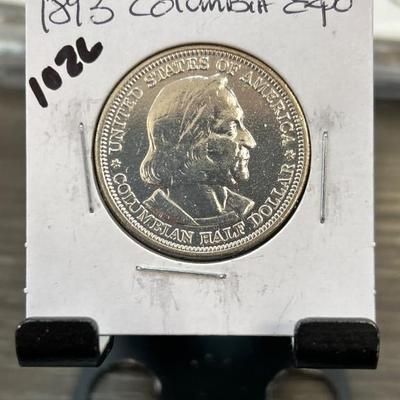 1893 COLUMBIA EXPO
1026
UNITED STATES OF AMERICA
COLUMBIAN HALF DOLLAR